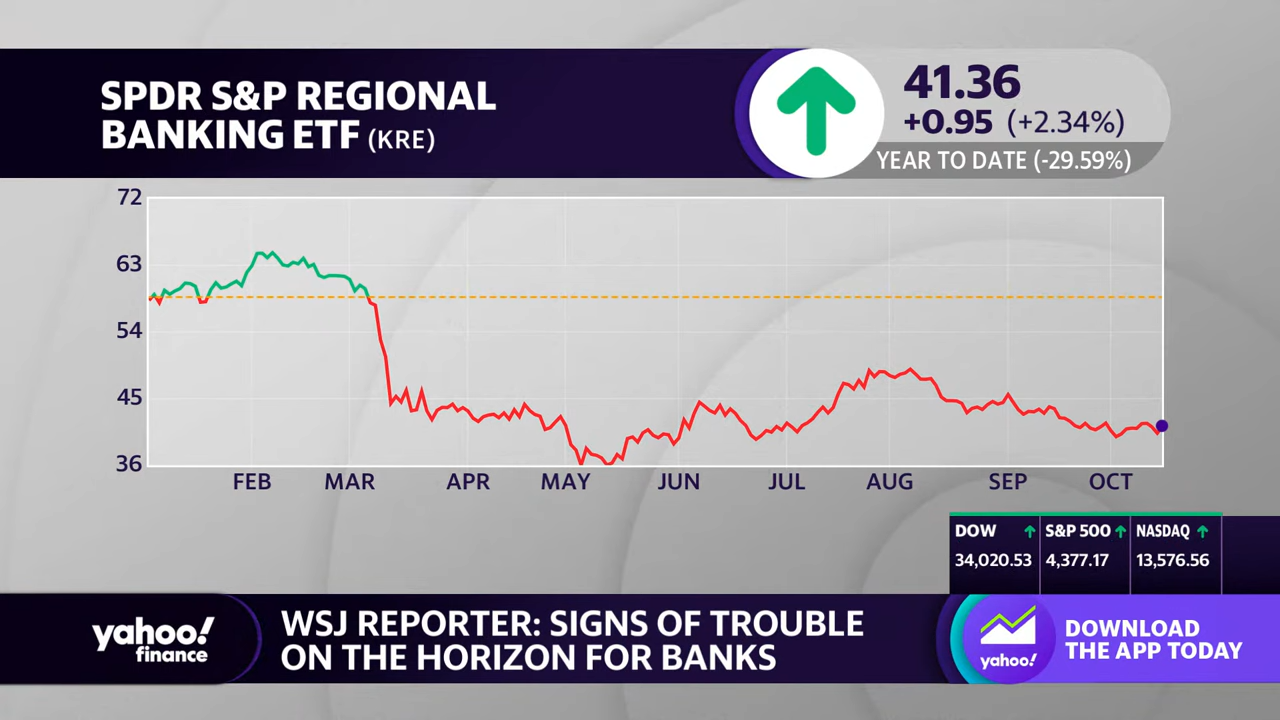 SPDR S&P REGIONAL
BANKING ETF (KRE)
41.36
+0.95 (+2.34%)
YEAR TO DATE (-29.59%)
72
63
54
45
36
FEB MAR APR MAY JUN JUL AUG SEP OCT
DOW S&P 500 NASDAQ
34,020.53 4,377.17 13,576.56
yahoo!
finance
WSJ REPORTER: SIGNS OF TROUBLE
ON THE HORIZON FOR BANKS
yahoo!
DOWNLOAD
THE APP TODAY